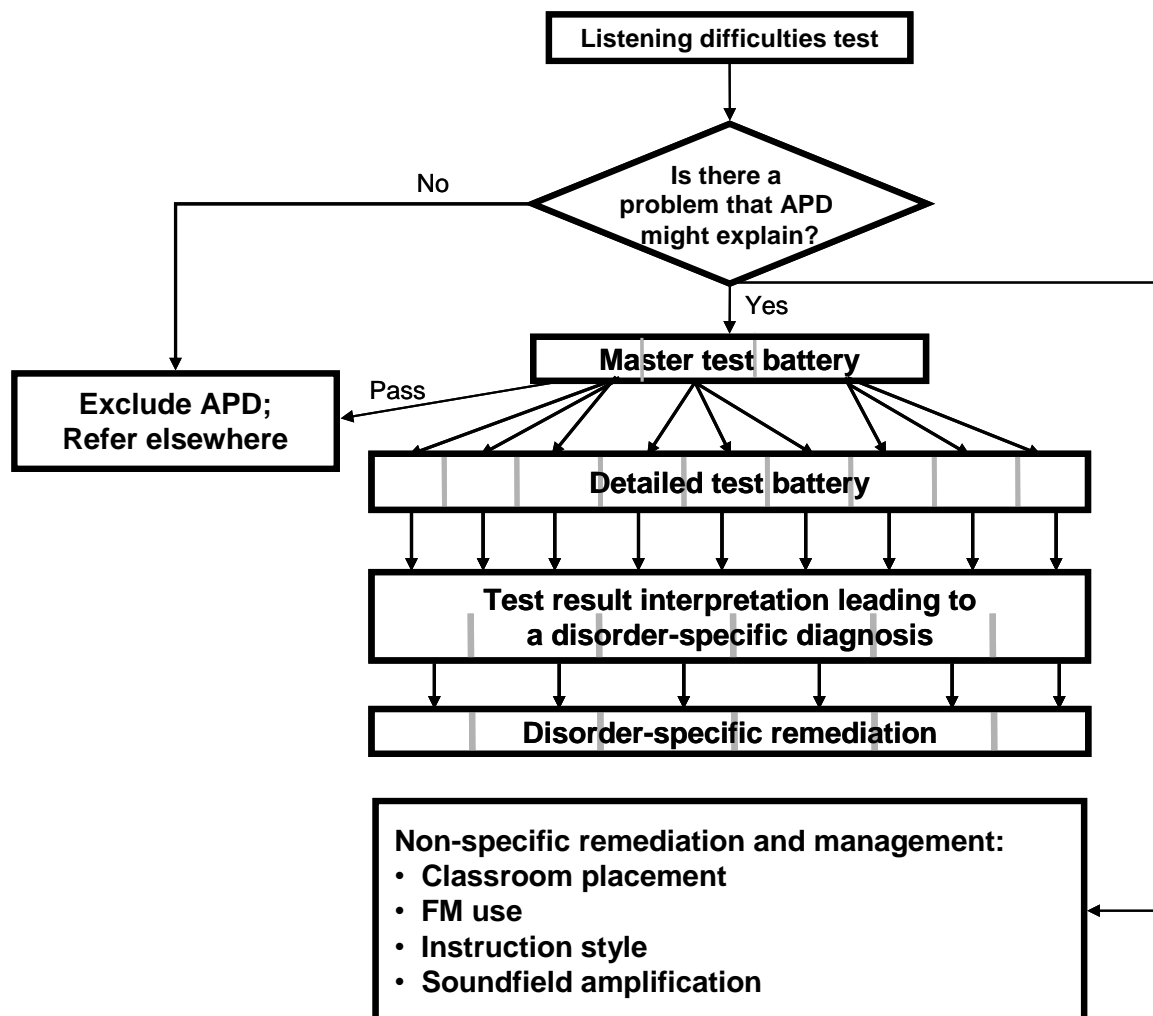 Listening difficulties test
Is there a
problem that APD
might explain?
No
Yes
Master test battery
Pass
Exclude APD;
Refer elsewhere
Detailed test battery
Test result interpretation leading to
a disorder-specific diagnosis
Disorder-specific remediation
Non-specific remediation and management:
• Classroom placement
• FM use
• Instruction style
• Soundfield amplification